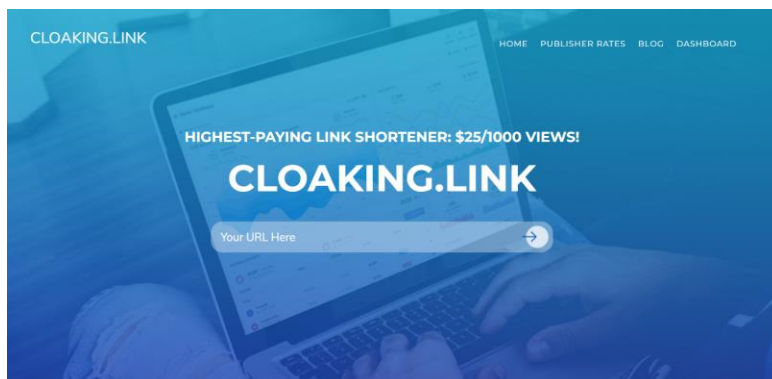 CLOAKING.LINK
HOME PUBLISHER RATES BLOG DASHBOARD
HIGHEST-PAYING LINK SHORTENER: $25/1000 VIEWS!
CLOAKING.LINK
Your URL Here